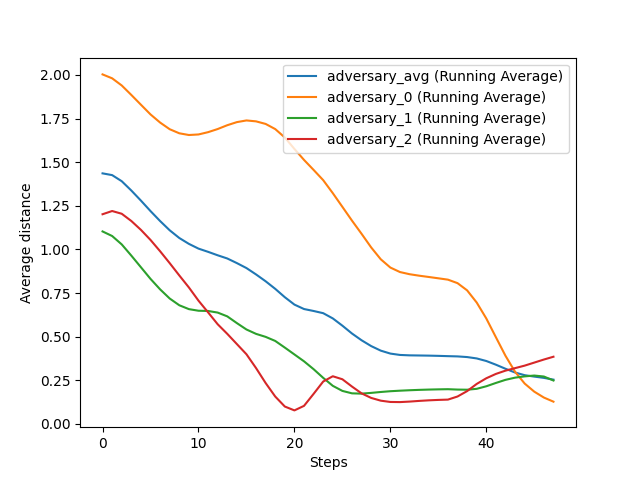 2.00
1.75
1.50
1.25
1.00
0.75
0.50
0.25
0.00
Average distance
adversary_avg (Running Average)
adversary_0 (Running Average)
adversary_1 (Running Average)
adversary_2 (Running Average)
0 10 20 30 40
Steps